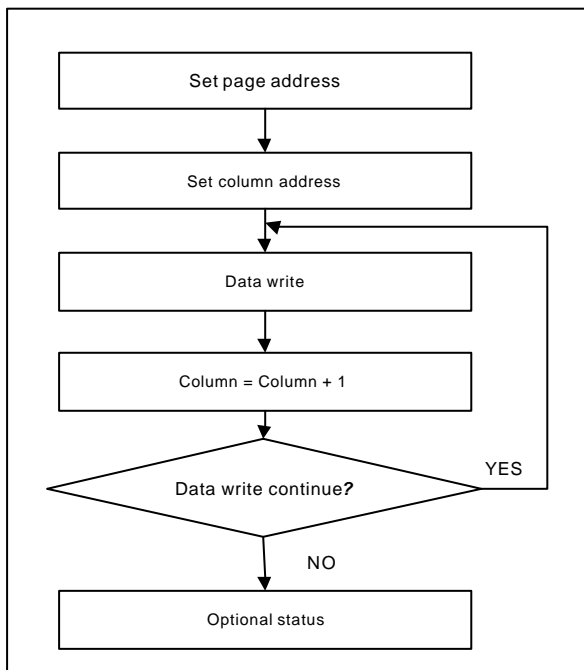 Set page address
Set column address
Data write
Column = Column + 1
Data write continue?
YES
NO
Optional status